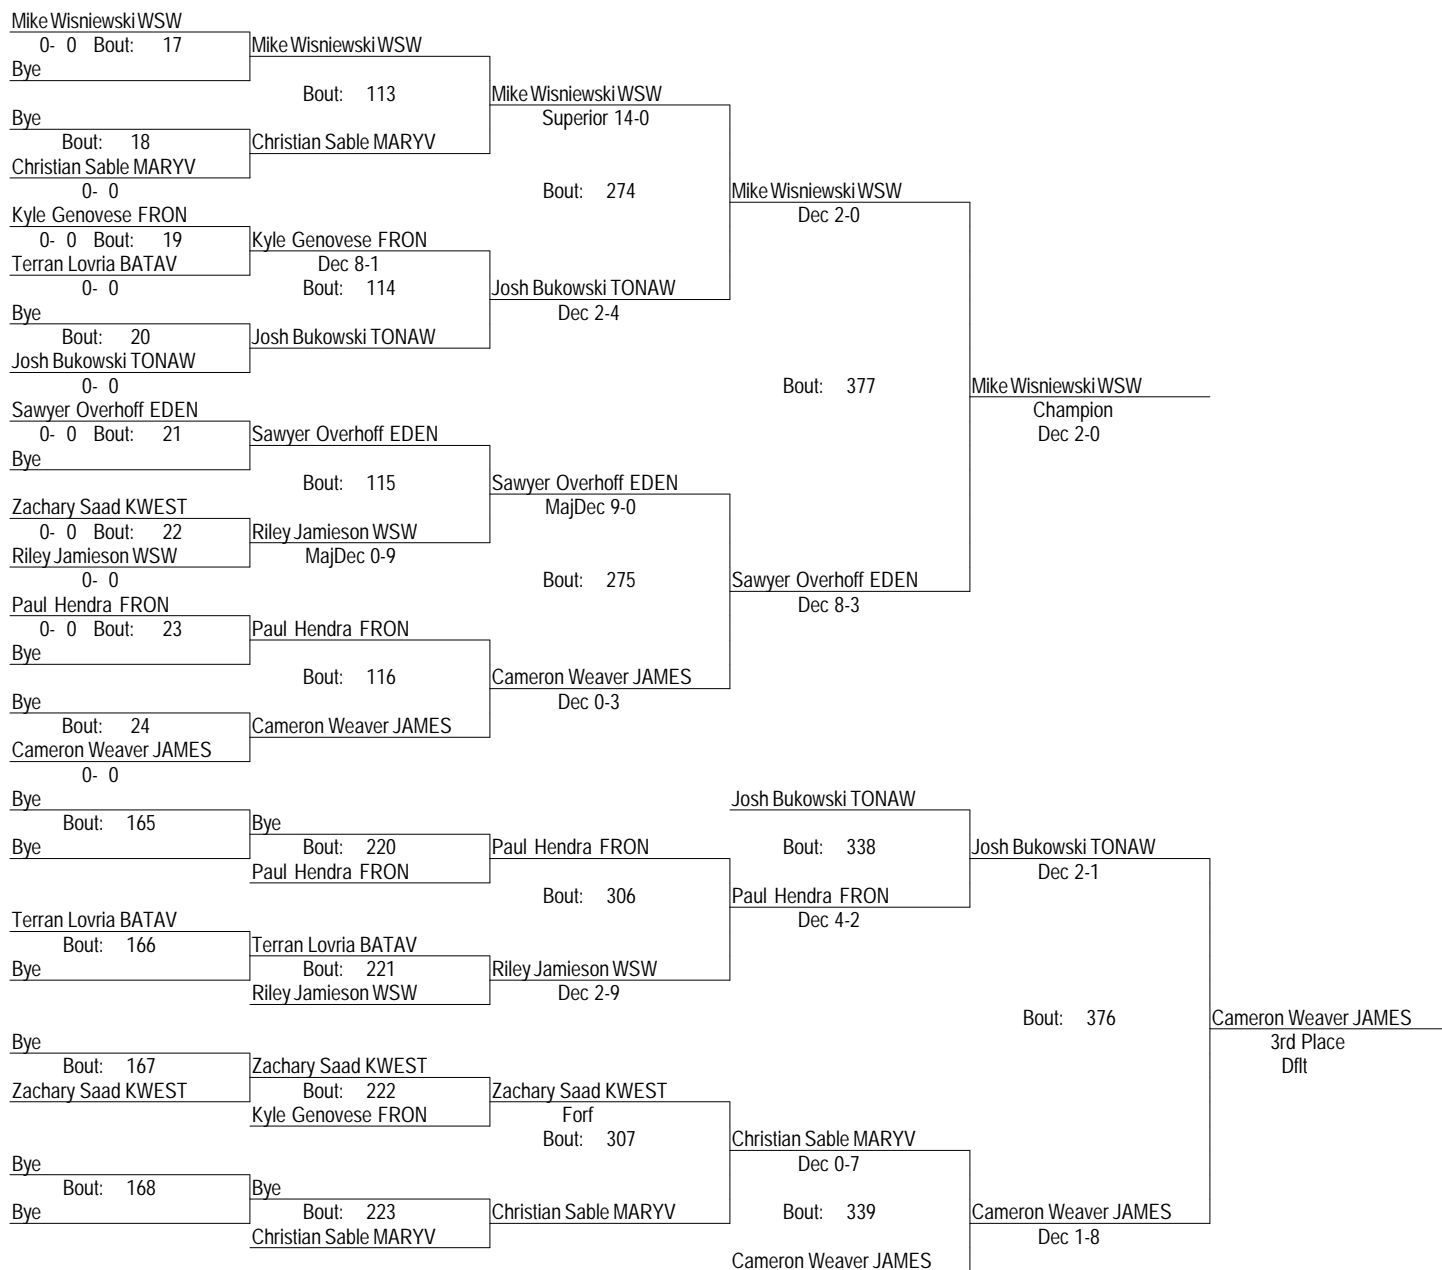 Mike Wisniewski WSW
0- 0 Bout: 17 Mike Wisniewski WSW
Bye
Bout: 113 Mike Wisniewski WSW
Bye Superior 14-0
Bout: 18 Christian Sable MARYV
Christian Sable MARYV
0- 0 Bout: 274 Mike Wisniewski WSW
Kyle Genovese FRON Dec 2-0
0- 0 Bout: 19 Kyle Genovese FRON
Terran Lovria BATAV Dec 8-1
0- 0 Bout: 114 Josh Bukowski TONAW
Bye Dec 2-4
Bout: 20 Josh Bukowski TONAW
Josh Bukowski TONAW
0- 0 Bout: 377 Mike Wisniewski WSW
Sawyer Overhoff EDEN Champion
0- 0 Bout: 21 Sawyer Overhoff EDEN Dec 2-0
Bye
Bout: 115 Sawyer Overhoff EDEN
Zachary Saad KWEST MajDec 9-0
0- 0 Bout: 22 Riley Jamieson WSW
Riley Jamieson WSW MajDec 0-9
0- 0 Bout: 275 Sawyer Overhoff EDEN
Paul Hendra FRON Dec 8-3
0- 0 Bout: 23 Paul Hendra FRON
Bye
Bout: 116 Cameron Weaver JAMES
Bye Dec 0-3
Bout: 24 Cameron Weaver JAMES
Cameron Weaver JAMES
0- 0
Bye Josh Bukowski TONAW
Bout: 165 Bye
Bye Bout: 220 Paul Hendra FRON Bout: 338 Josh Bukowski TONAW
Paul Hendra FRON Dec 2-1
Bout: 306 Paul Hendra FRON
Terran Lovria BATAV Dec 4-2
Bout: 166 Terran Lovria BATAV
Bye Bout: 221 Riley Jamieson WSW
Riley Jamieson WSW Dec 2-9
Bout: 376 Cameron Weaver JAMES
Bye 3rd Place
Bout: 167 Zachary Saad KWEST Dflt
Zachary Saad KWEST Bout: 222 Zachary Saad KWEST
Kyle Genovese FRON Forf
Bout: 307 Christian Sable MARYV
Bye Dec 0-7
Bout: 168 Bye
Bye Bout: 223 Christian Sable MARYV Bout: 339 Cameron Weaver JAMES
Christian Sable MARYV Dec 1-8
Cameron Weaver JAMES